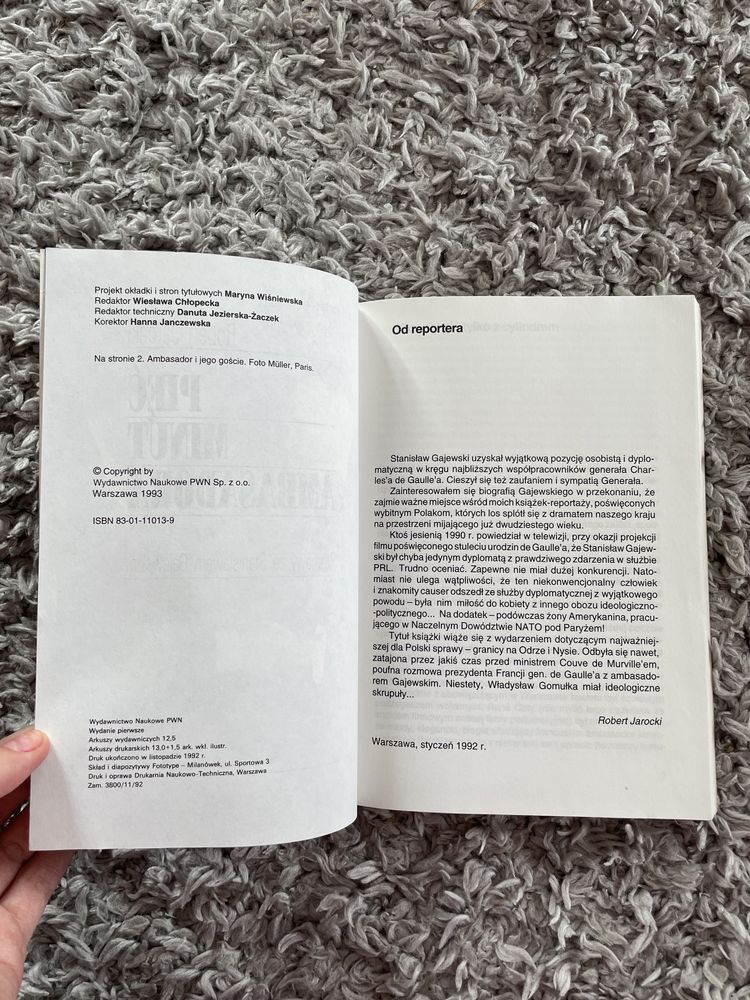 Projekt okładki i stron tytułowych Maryna Wiśniewska
Redaktor Wiesława Chłopecka
Redaktor techniczny Danuta Jezierska-Żaczek
Korektor Hanna Janczewska
Na stronie 2. Ambasador i jego goście. Foto Müller, Paris.
© Copyright by
Wydawnictwo Naukowe PWN Sp. z o.o.
Warszawa 1993
ISBN 83-01-11013-9
Wydawnictwo Naukowe PWN
Wydanie pierwsze
Arkuszy wydawniczych 12,5
Arkuszy drukarskich 13,0+1,5 ark. wkl. ilustr.
Druk ukończono w listopadzie 1992 r.
Skład i diapozytywy Fototype – Milanówek, ul. Sportowa 3
Druk i oprawa Drukarnia Naukowo-Techniczna, Warszawa
Zam. 3800/11/92
Od reportera
Stanisław Gajewski uzyskał wyjątkową pozycję osobistą i dyplo-
matyczną w kręgu najbliższych współpracowników generała Char-
les'a de Gaulle'a. Cieszył się też zaufaniem i sympatią Generała.
Zainteresowałem się biografią Gajewskiego w przekonaniu, że
zajmie ważne miejsce wśród moich książek-reportaży, poświęconych
wybitnym Polakom, których los splótł się z dramatem naszego kraju
na przestrzeni mijającego już dwudziestego wieku.
Ktoś jesienią 1990 r. powiedział w telewizji, przy okazji projekcji
filmu poświęconego stuleciu urodzin de Gaulle'a, że Stanisław Gajew-
ski był chyba jedynym dyplomatą z prawdziwego zdarzenia w służbie
PRL. Trudno oceniać. Zapewne nie miał dużej konkurencji. Nato-
miast nie ulega wątpliwości, że ten niekonwencjonalny człowiek
i znakomity causer odszedł ze służby dyplomatycznej z wyjątkowego
powodu – była nim miłość do kobiety z innego obozu ideologiczno-
-politycznego... Na dodatek – podówczas żony Amerykanina, pracu-
jącego w Naczelnym Dowództwie NATO pod Paryżem!
Tytuł książki wiąże się z wydarzeniem dotyczącym najważniej-
szej dla Polski sprawy – granicy na Odrze i Nysie. Odbyła się nawet,
zatajona przez jakiś czas przed ministrem Couve de Murville'em,
poufna rozmowa prezydenta Francji gen. de Gaulle'a z ambasado-
rem Gajewskim. Niestety, Władysław Gomułka miał ideologiczne
skrupuły...
Robert Jarocki
Warszawa, styczeń 1992 r.